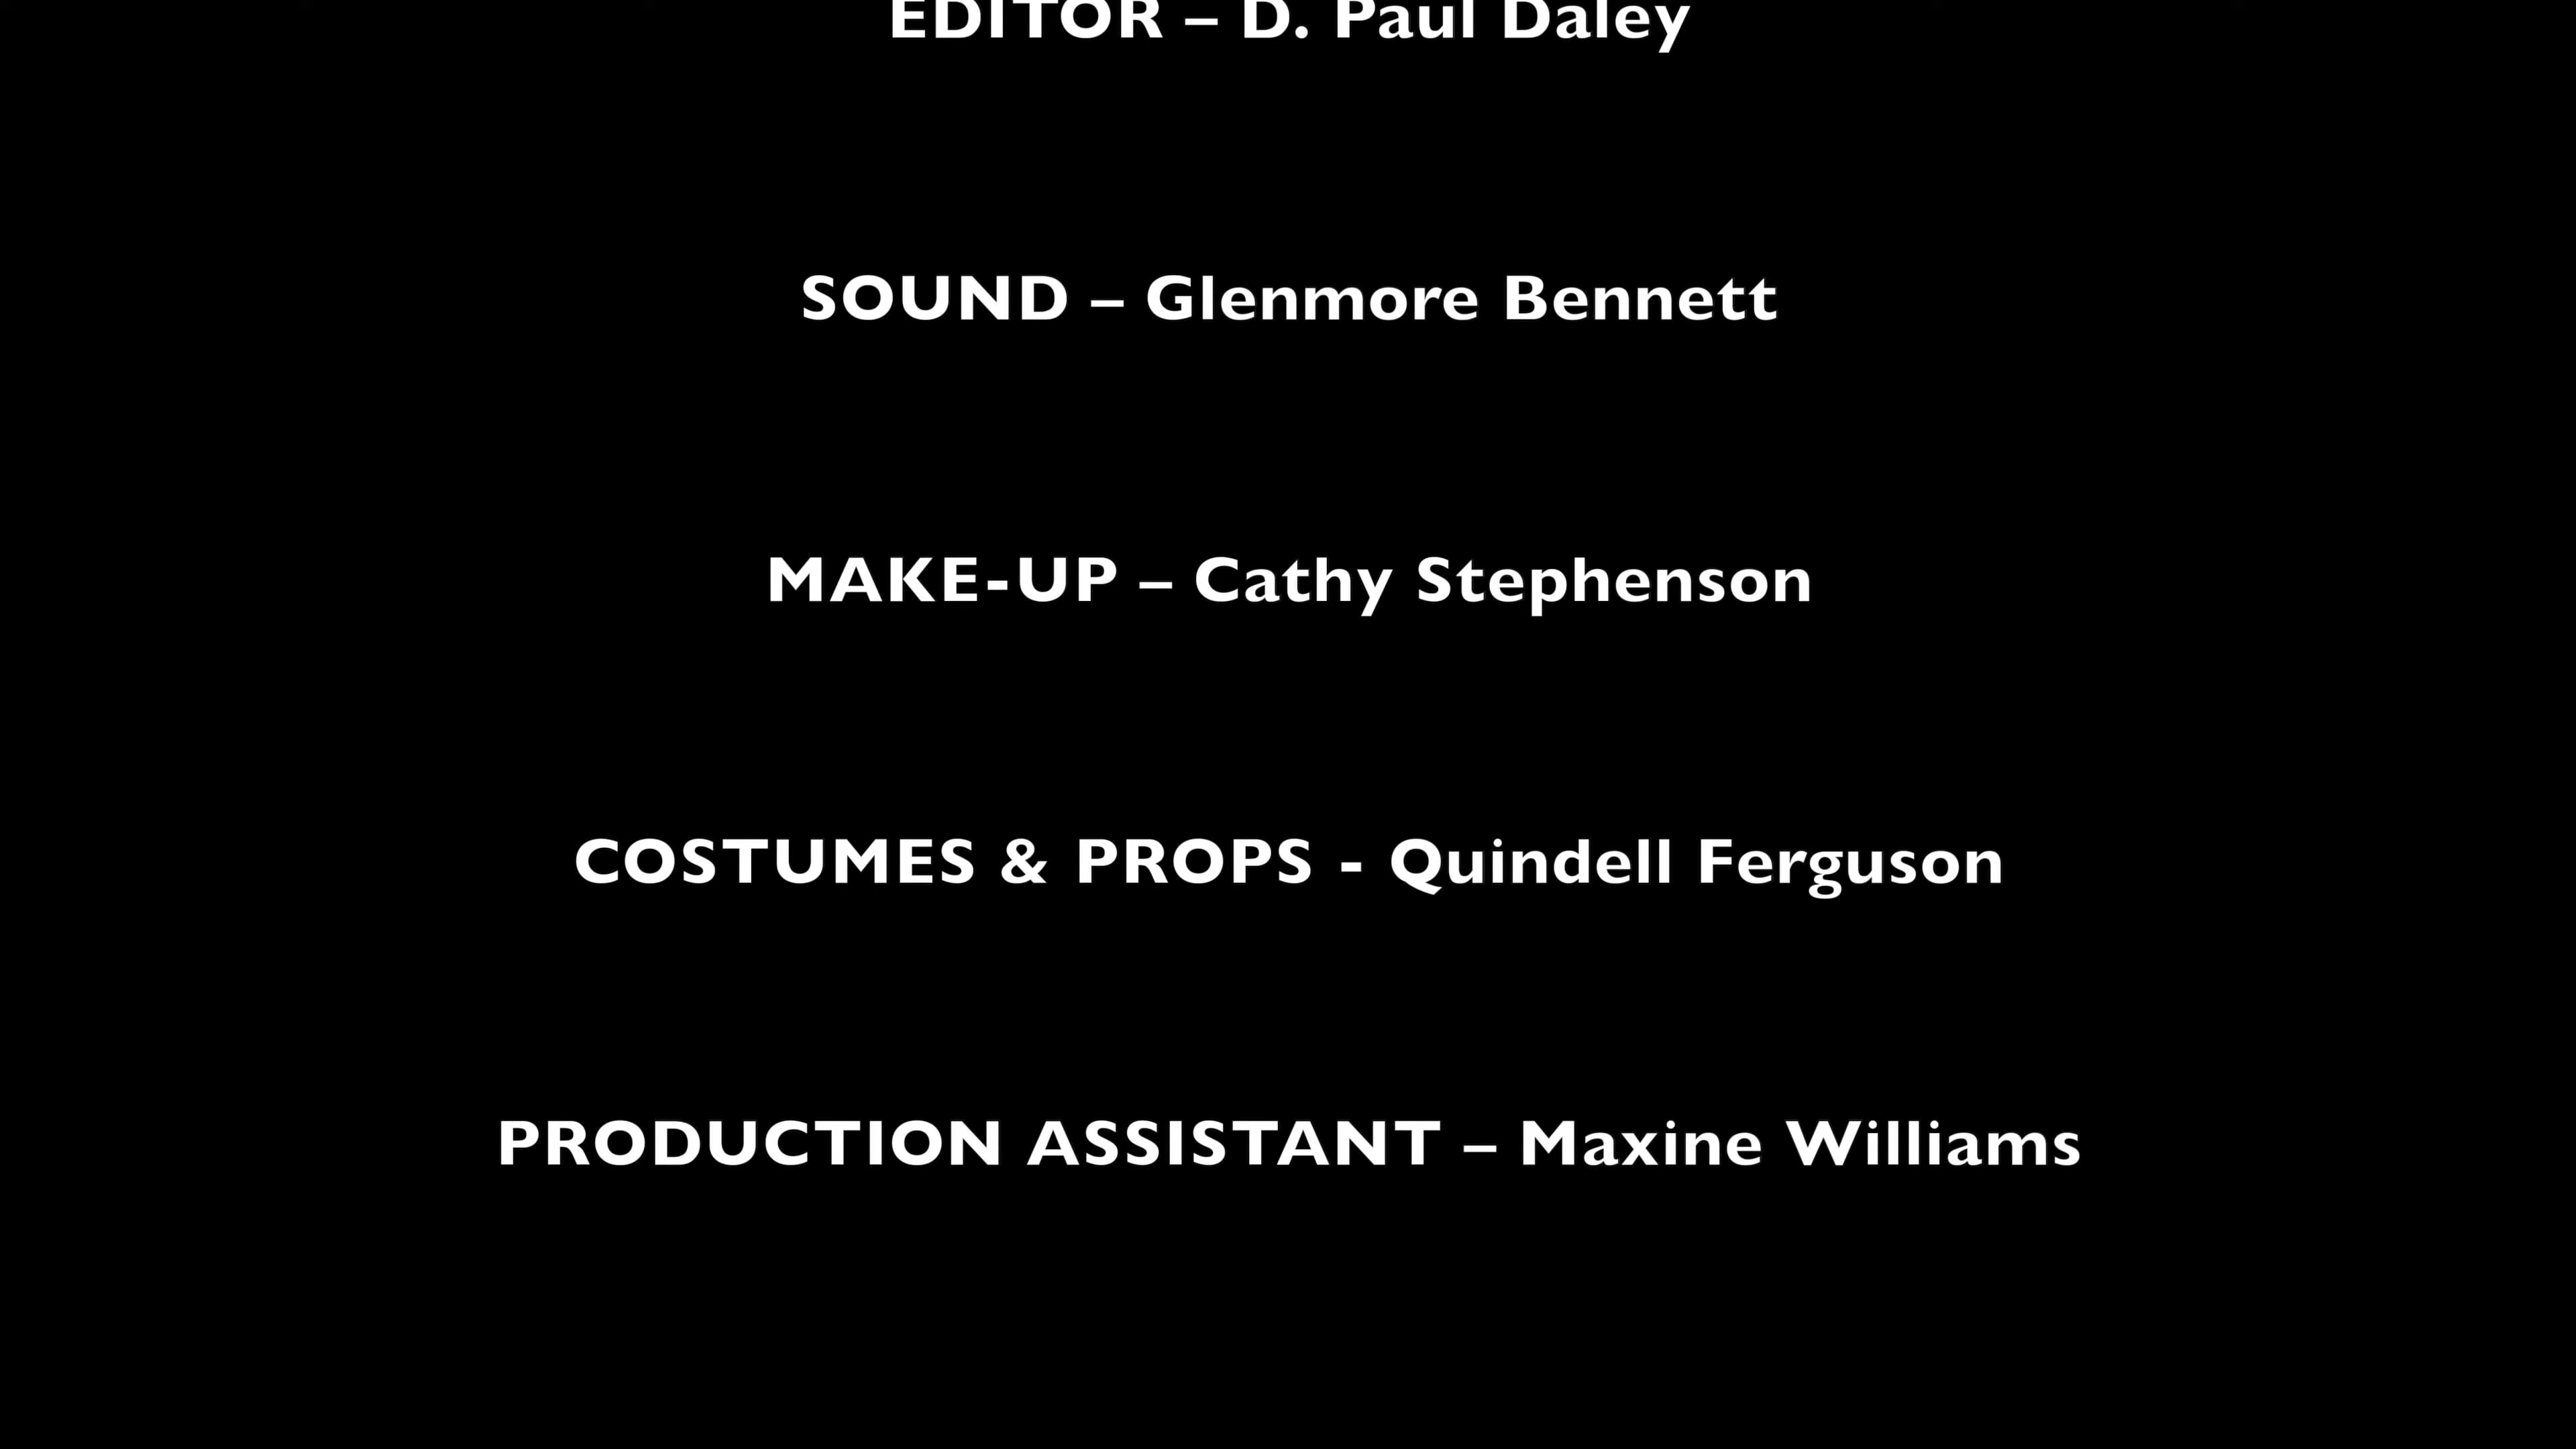 EDITOR – D. Paul Daley
SOUND – Glenmore Bennett
MAKE-UP – Cathy Stephenson
COSTUMES & PROPS - Quindell Ferguson
PRODUCTION ASSISTANT – Maxine Williams